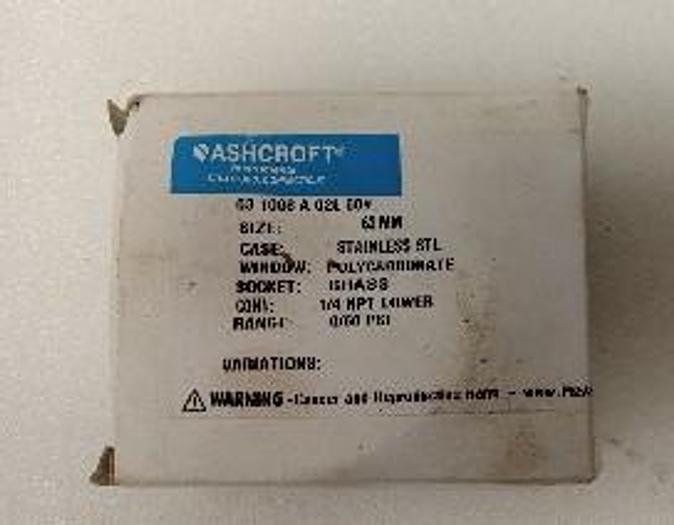 ASHCROFT®
63 1008 A 02L 60#
SIZE: 63 MM
CASE: STAINLESS STL
WINDOW: POLYCARBONATE
SOCKET: BRASS
CONN: 1/4 NPT LOWER
RANGE: 0/60 PSI
VARIATIONS:
WARNING - Cancer and Reproductive Harm - www.P65W